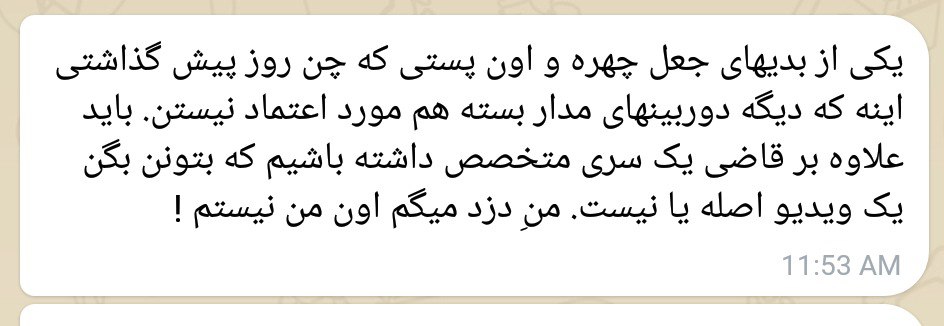 یکی از بدیهای جعل چهره و اون پستی که چن روز پیش گذاشتی
اینه که دیگه دوربینهای مدار بسته هم مورد اعتماد نیستن. باید
علاوه بر قاضی یک سری متخصص داشته باشیم که بتونن بگن
یک ویدیو اصله یا نیست. منِ دزد میگم اون من نیستم !
11:53 AM